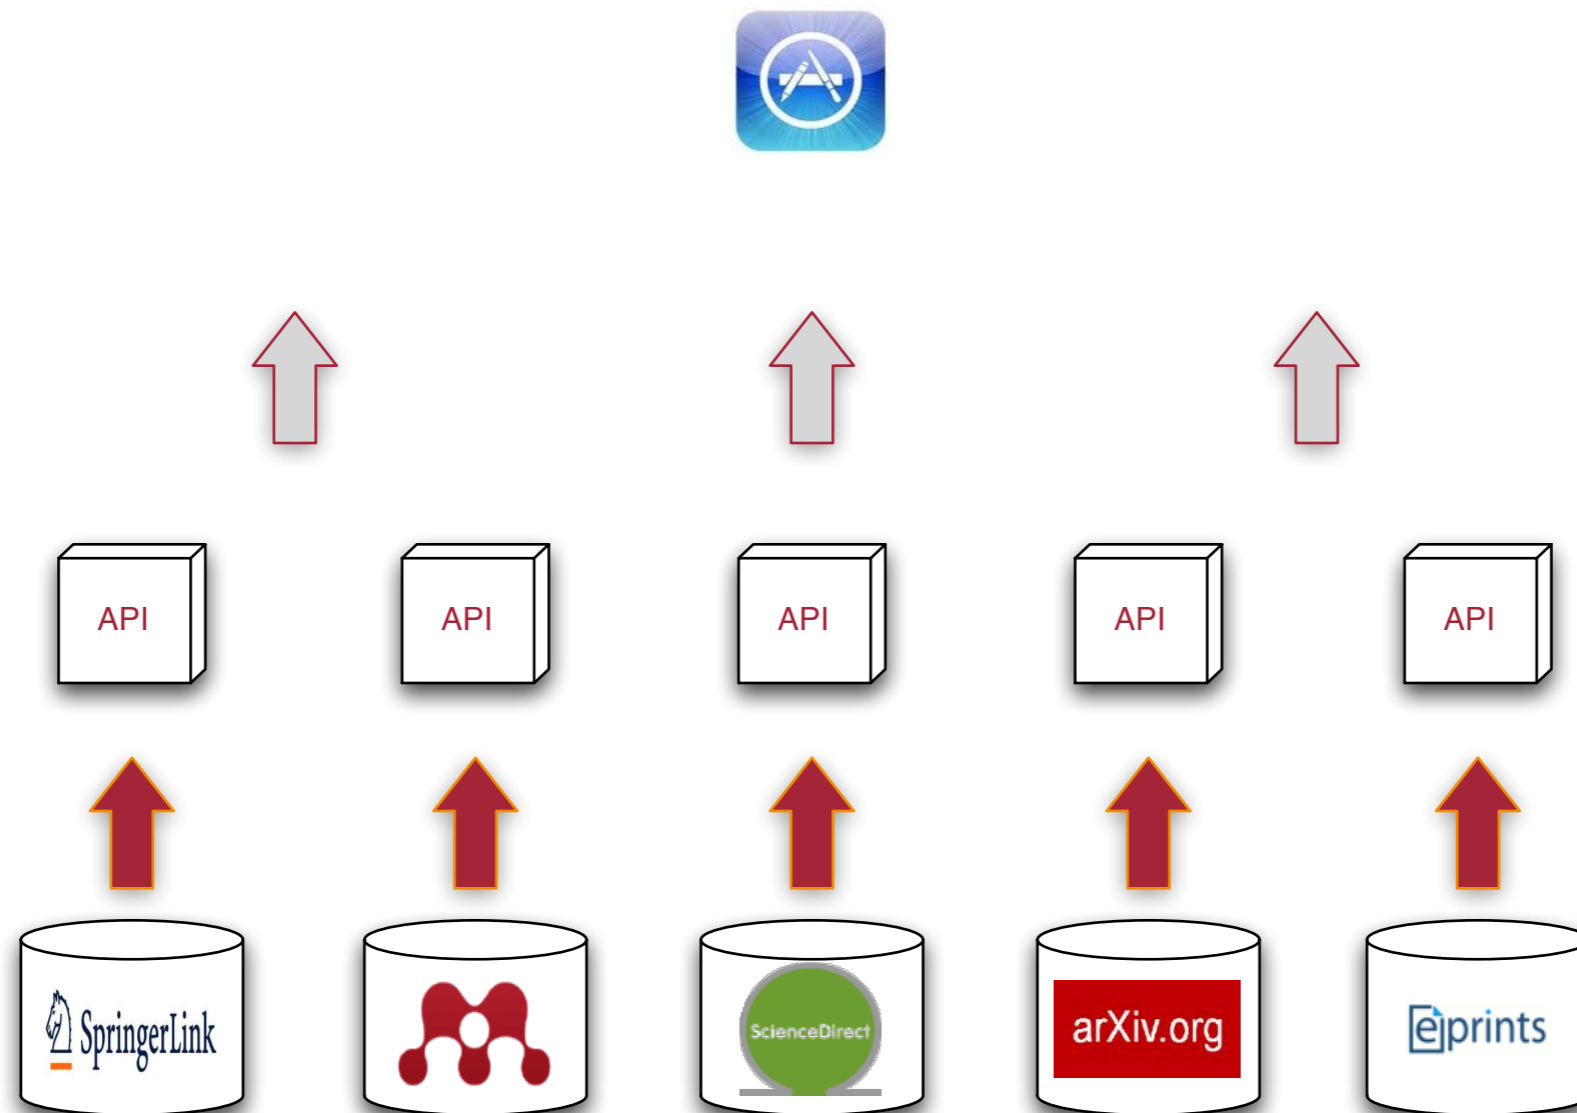 API
API
API
API
API
SpringerLink
ScienceDirect
arXiv.org
eprints